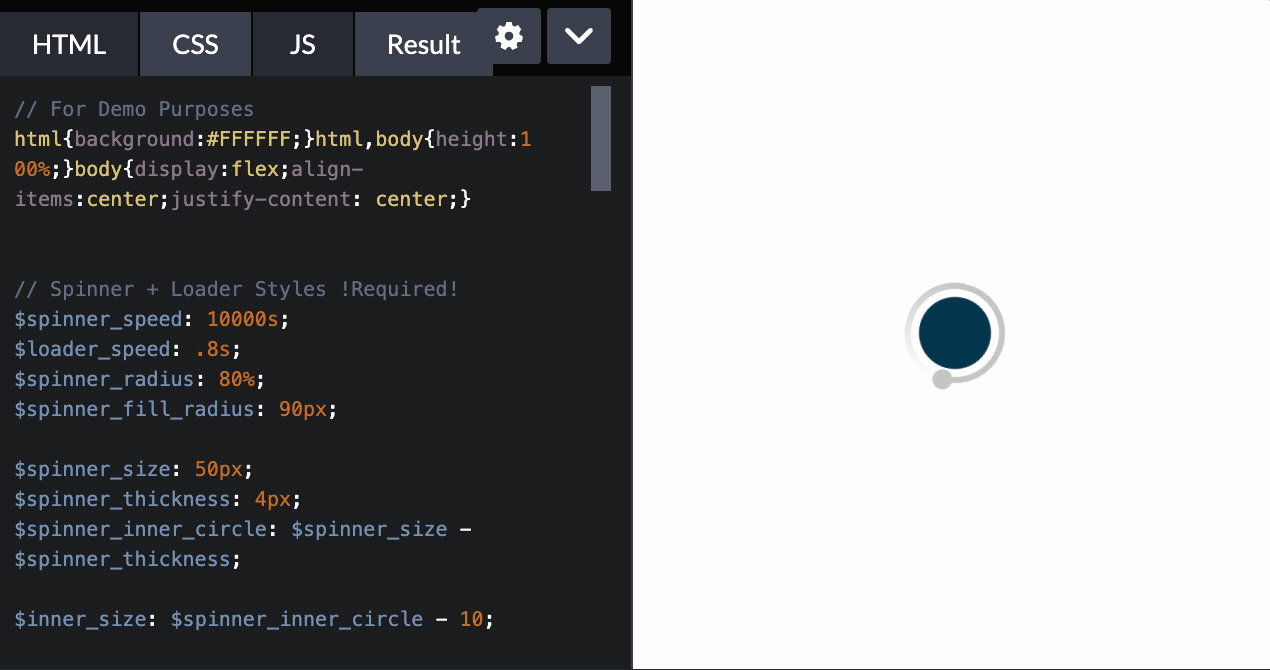 HTML CSS JS Result
// For Demo Purposes
html{background:#FFFFFF;}html,body{height:1
00%;}body{display:flex;align-
items:center;justify-content: center;}
// Spinner + Loader Styles !Required!
$spinner_speed: 10000s;
$loader_speed: .8s;
$spinner_radius: 80%;
$spinner_fill_radius: 90px;
$spinner_size: 50px;
$spinner_thickness: 4px;
$spinner_inner_circle: $spinner_size -
$spinner_thickness;
$inner_size: $spinner_inner_circle - 10;